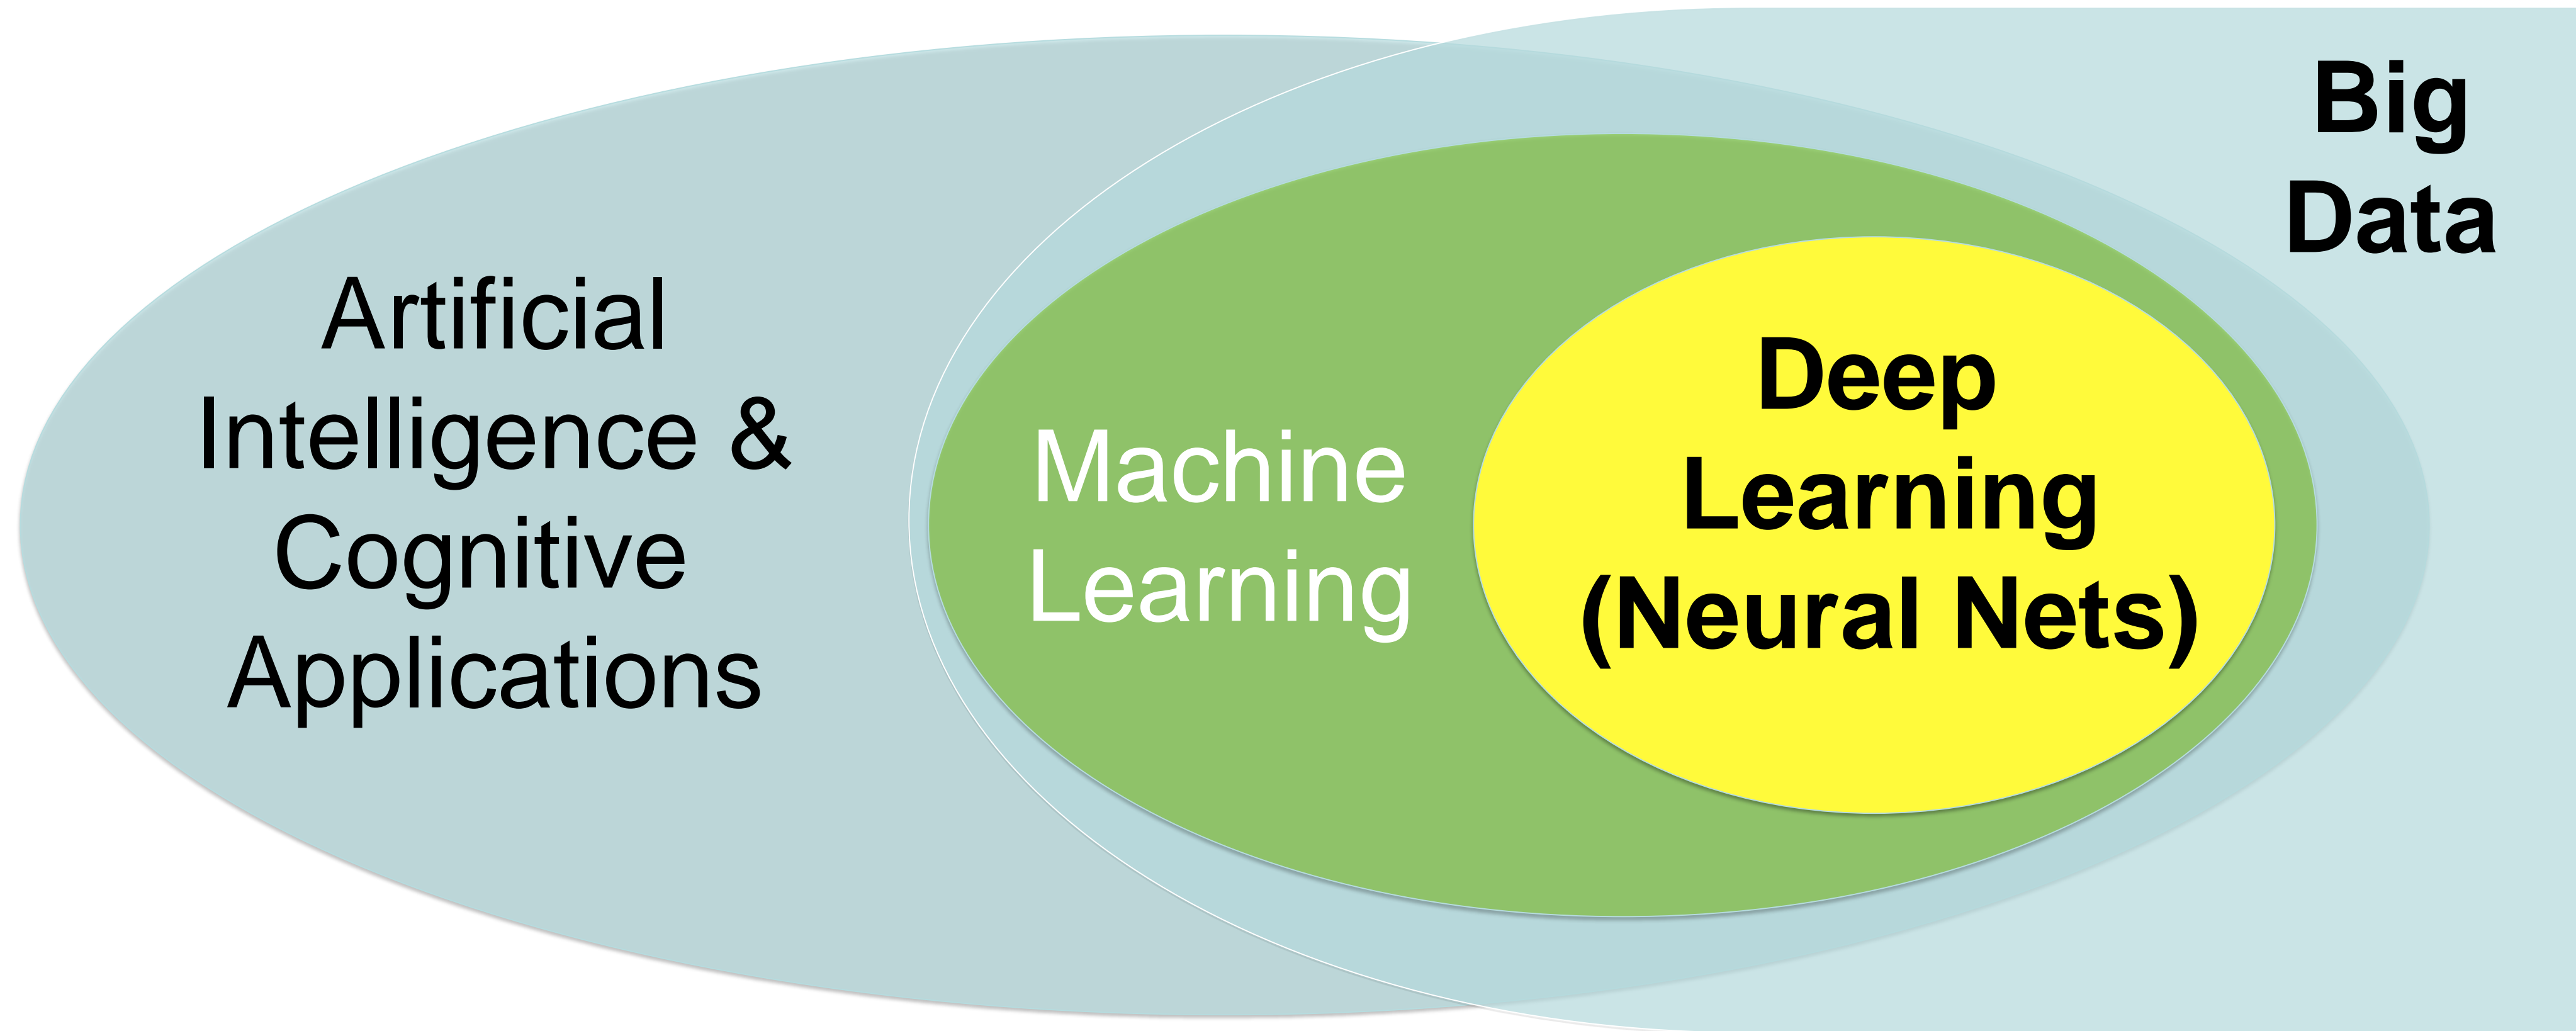 Artificial
Intelligence &
Cognitive
Applications
Machine
Learning
Deep
Learning
(Neural Nets)
Big
Data